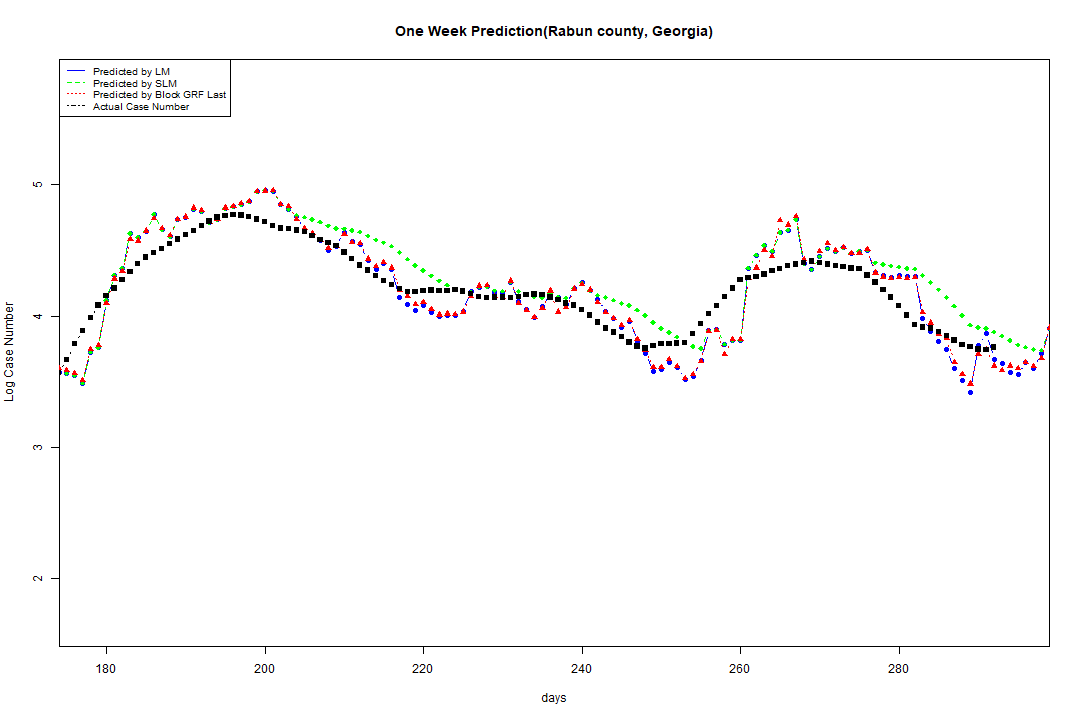 One Week Prediction(Rabun county, Georgia)
Predicted by LM
Predicted by SLM
Predicted by Block GRF Last
Actual Case Number
5
4
3
2
Log Case Number
180 200 220 240 260 280
days